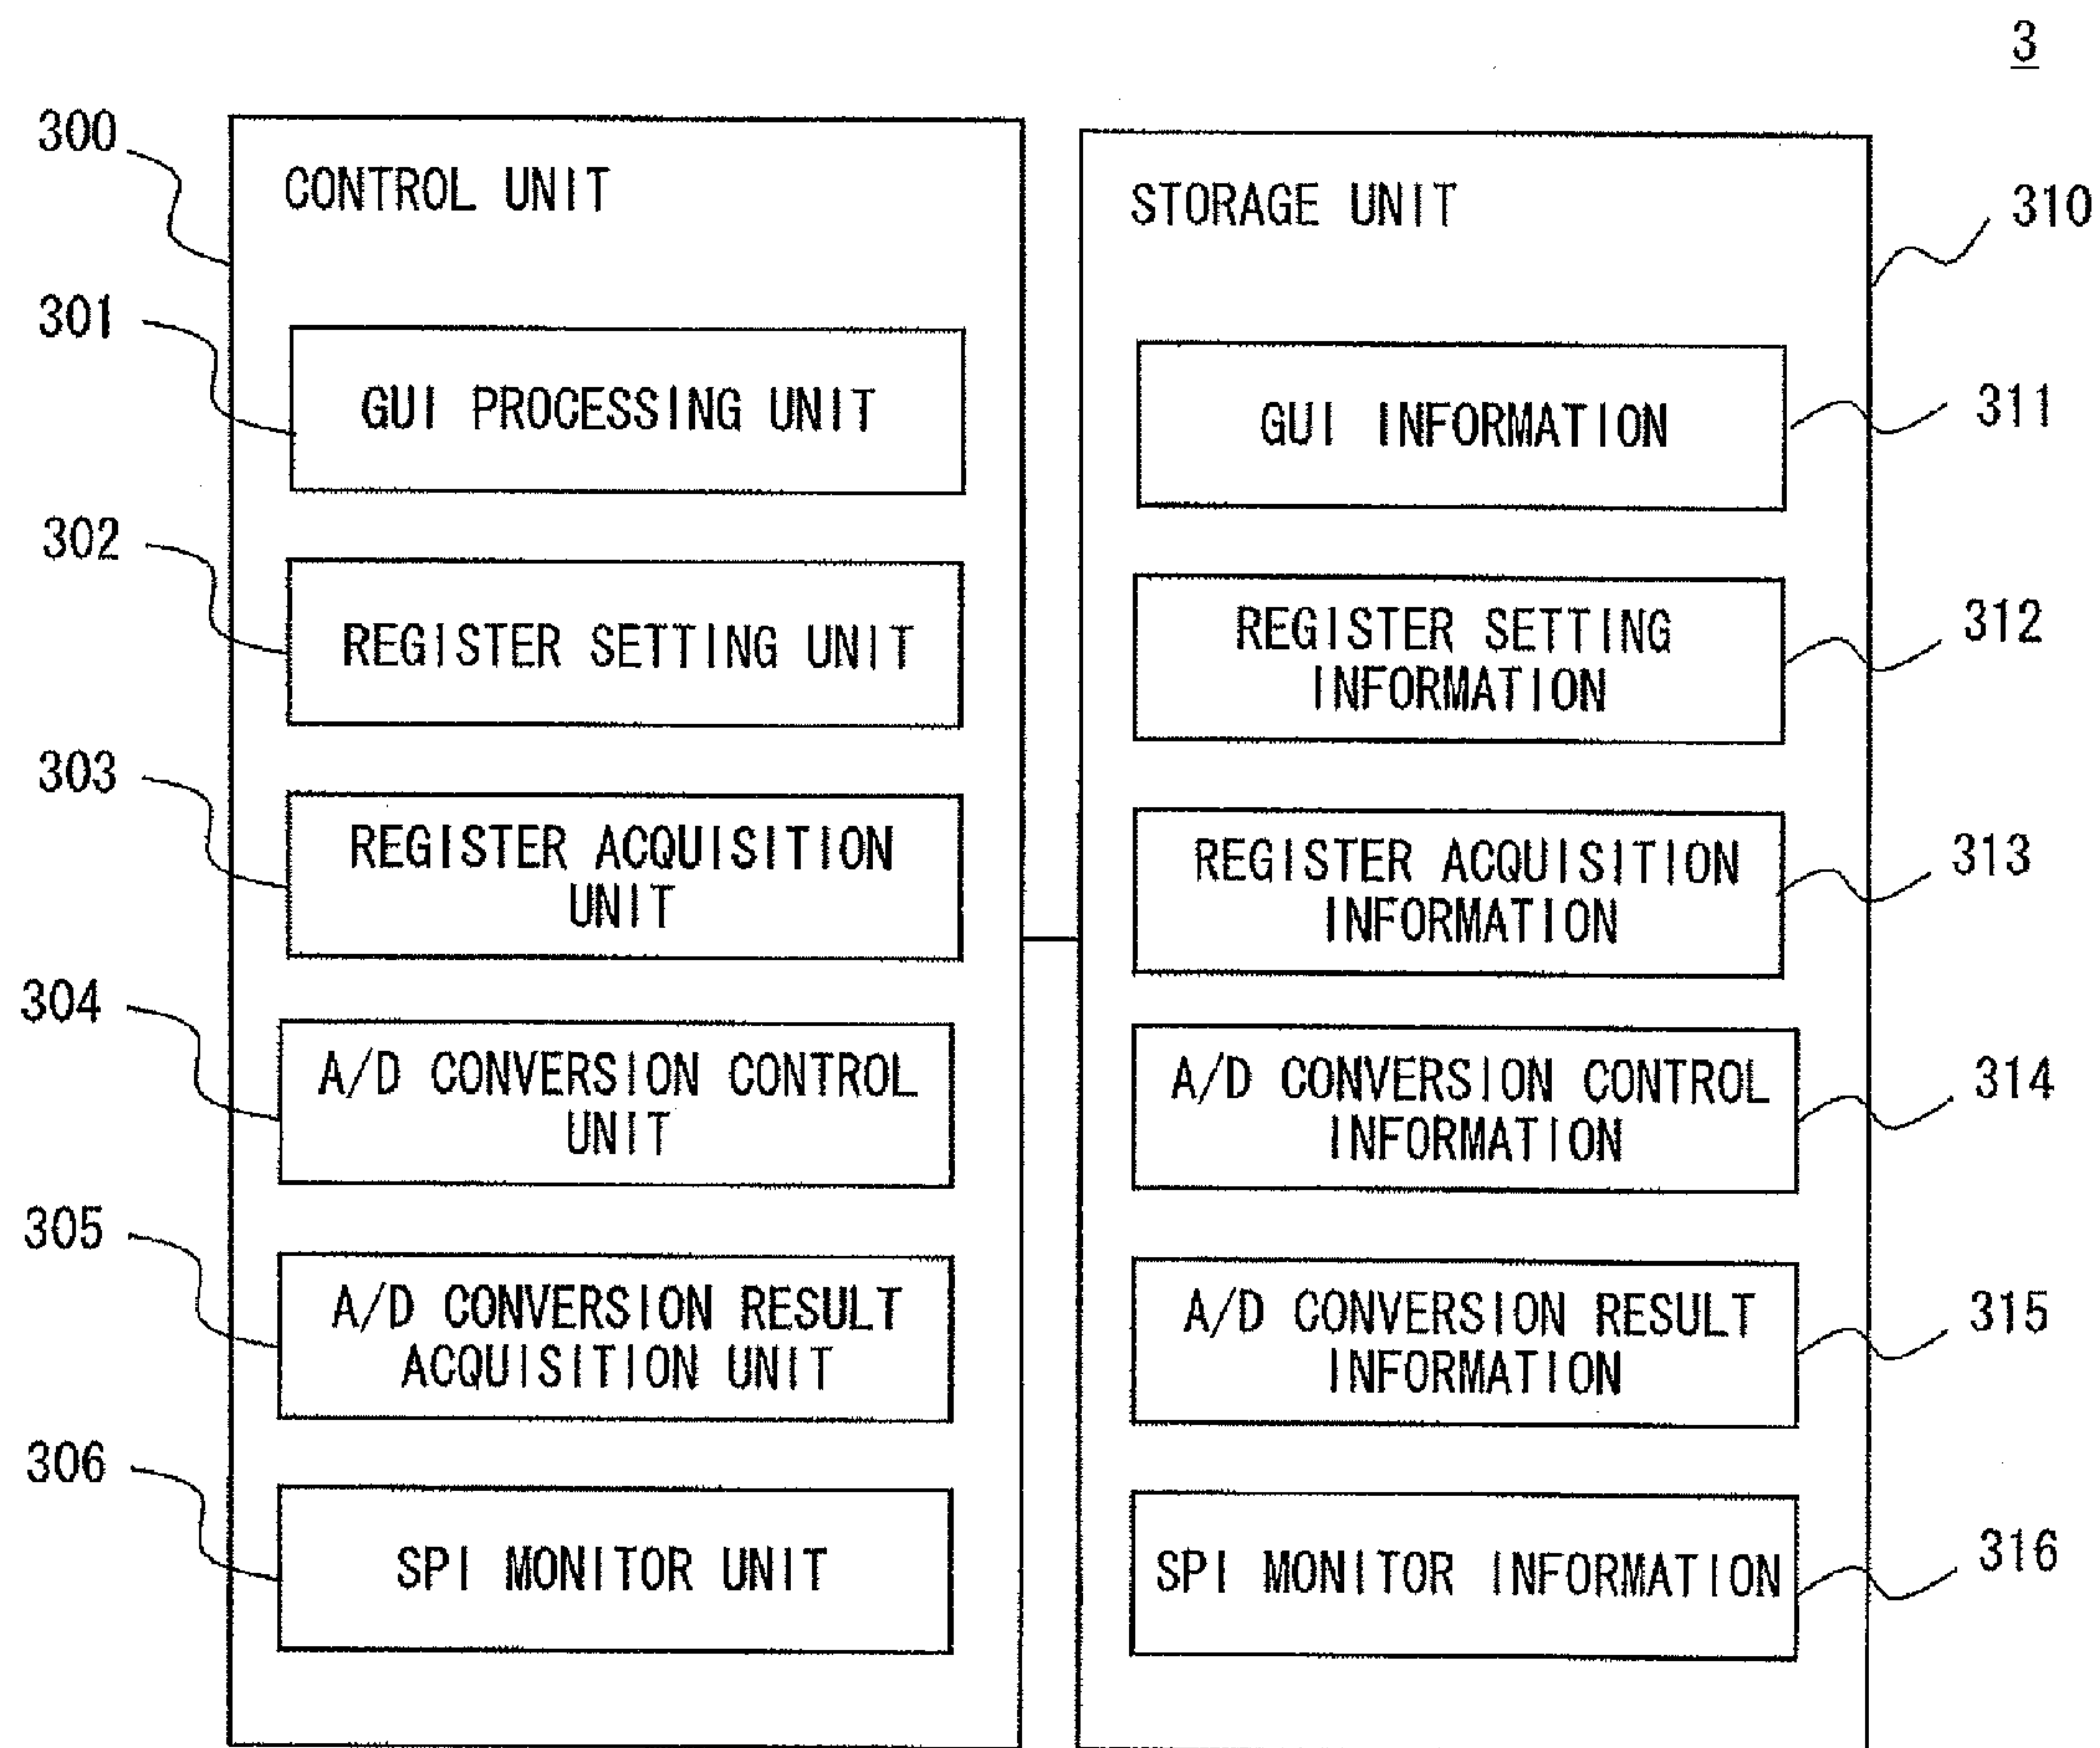 3
300
CONTROL UNIT
301
GUI PROCESSING UNIT
302
REGISTER SETTING UNIT
303
REGISTER ACQUISITION
UNIT
304
A/D CONVERSION CONTROL
UNIT
305
A/D CONVERSION RESULT
ACQUISITION UNIT
306
SPI MONITOR UNIT
STORAGE UNIT
310
GUI INFORMATION
311
REGISTER SETTING
INFORMATION
312
REGISTER ACQUISITION
INFORMATION
313
A/D CONVERSION CONTROL
INFORMATION
314
A/D CONVERSION RESULT
INFORMATION
315
SPI MONITOR INFORMATION
316